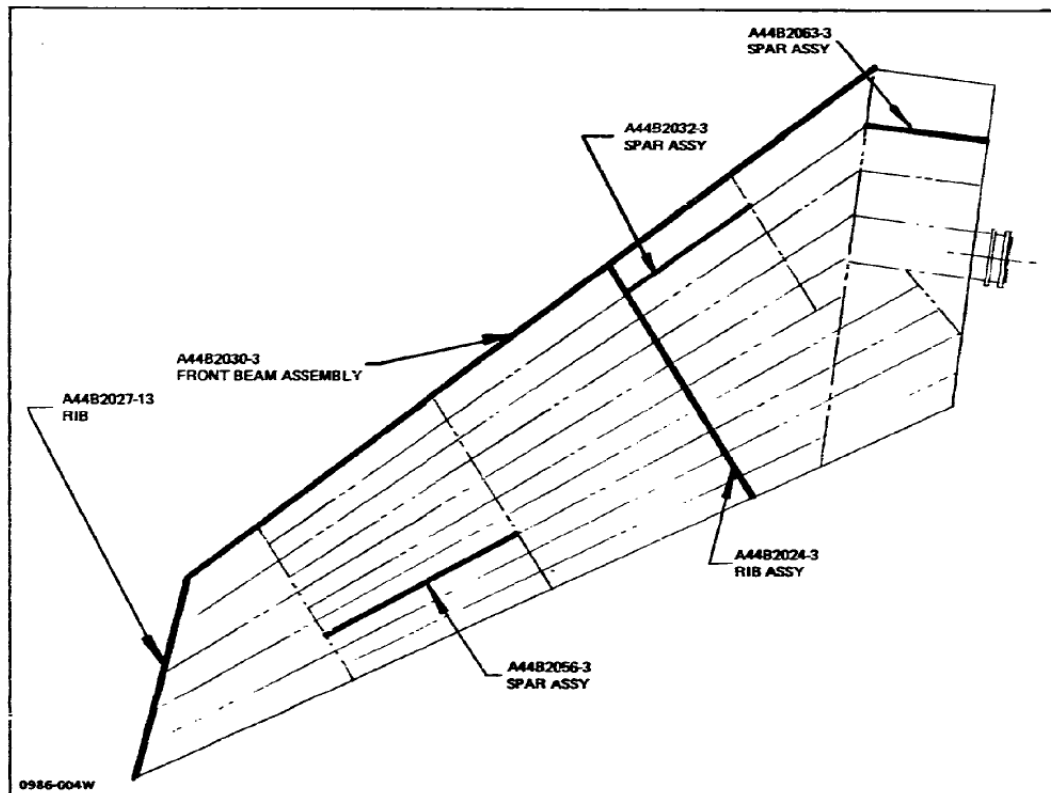 A44B2063-3
SPAR ASSY
A44B2032-3
SPAR ASSY
A44B2030-3
FRONT BEAM ASSEMBLY
A44B2027-13
RIB
A44B2024-3
RIB ASSY
A44B2056-3
SPAR ASSY
0986-004W